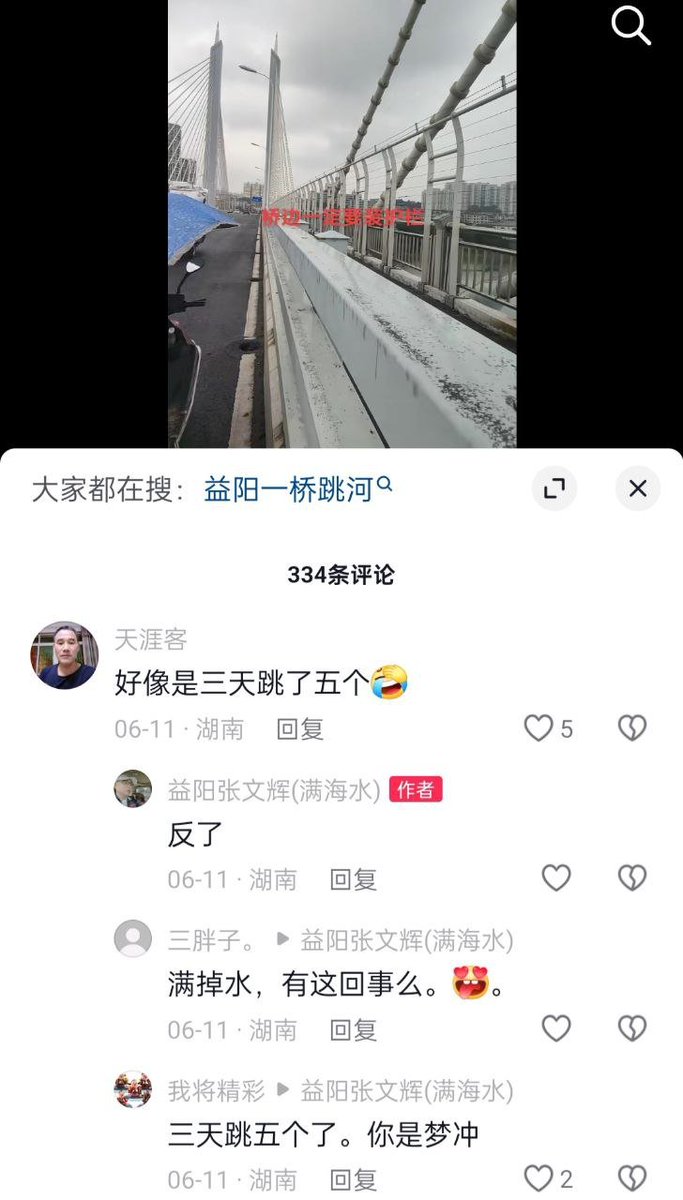 桥边一定要装护栏
大家都在搜：益阳一桥跳河
334条评论
天涯客
好像是三天跳了五个
06-11 · 湖南 回复 5
益阳张文辉(满海水) 作者
反了
06-11 · 湖南 回复
三胖子。 ▶ 益阳张文辉(满海水)
满掉水，有这回事么。。
06-11 · 湖南 回复
我将精彩 ▶ 益阳张文辉(满海水)
三天跳五个了。你是梦冲
06-11 · 湖南 回复 2